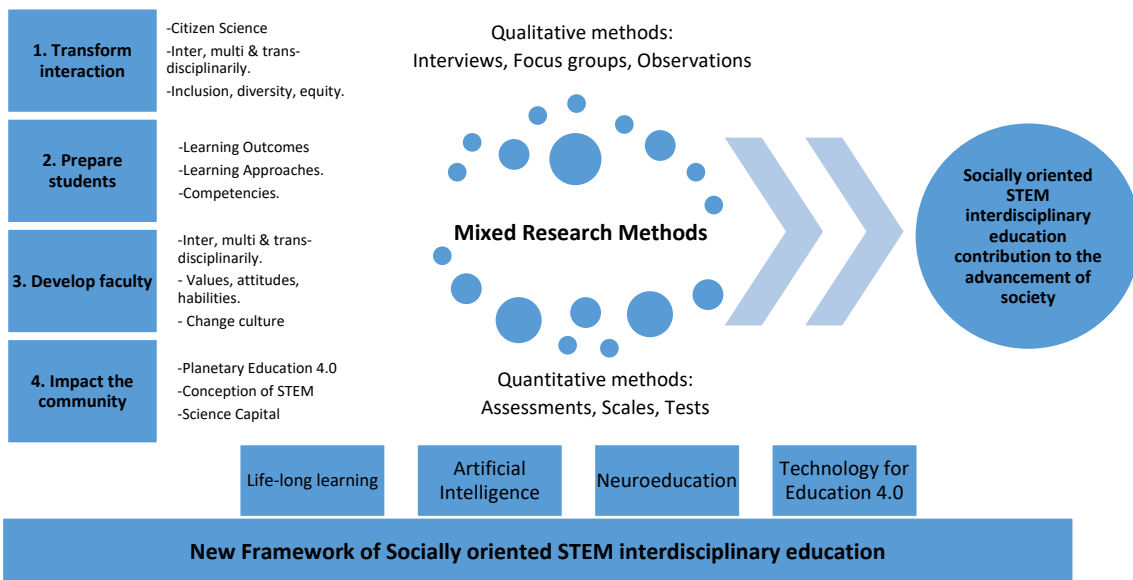 1. Transform
interaction
-Citizen Science
-Inter, multi & trans-
disciplinarily.
-Inclusion, diversity, equity.
2. Prepare
students
-Learning Outcomes
-Learning Approaches.
-Competencies.
3. Develop faculty
-Inter, multi & trans-
disciplinarily.
- Values, attitudes,
habilities.
- Change culture
4. Impact the
community
-Planetary Education 4.0
-Conception of STEM
-Science Capital
Qualitative methods:
Interviews, Focus groups, Observations
Mixed Research Methods
Quantitative methods:
Assessments, Scales, Tests
Socially oriented
STEM
interdisciplinary
education
contribution to the
advancement of
society
Life-long learning
Artificial
Intelligence
Neuroeducation
Technology for
Education 4.0
New Framework of Socially oriented STEM interdisciplinary education